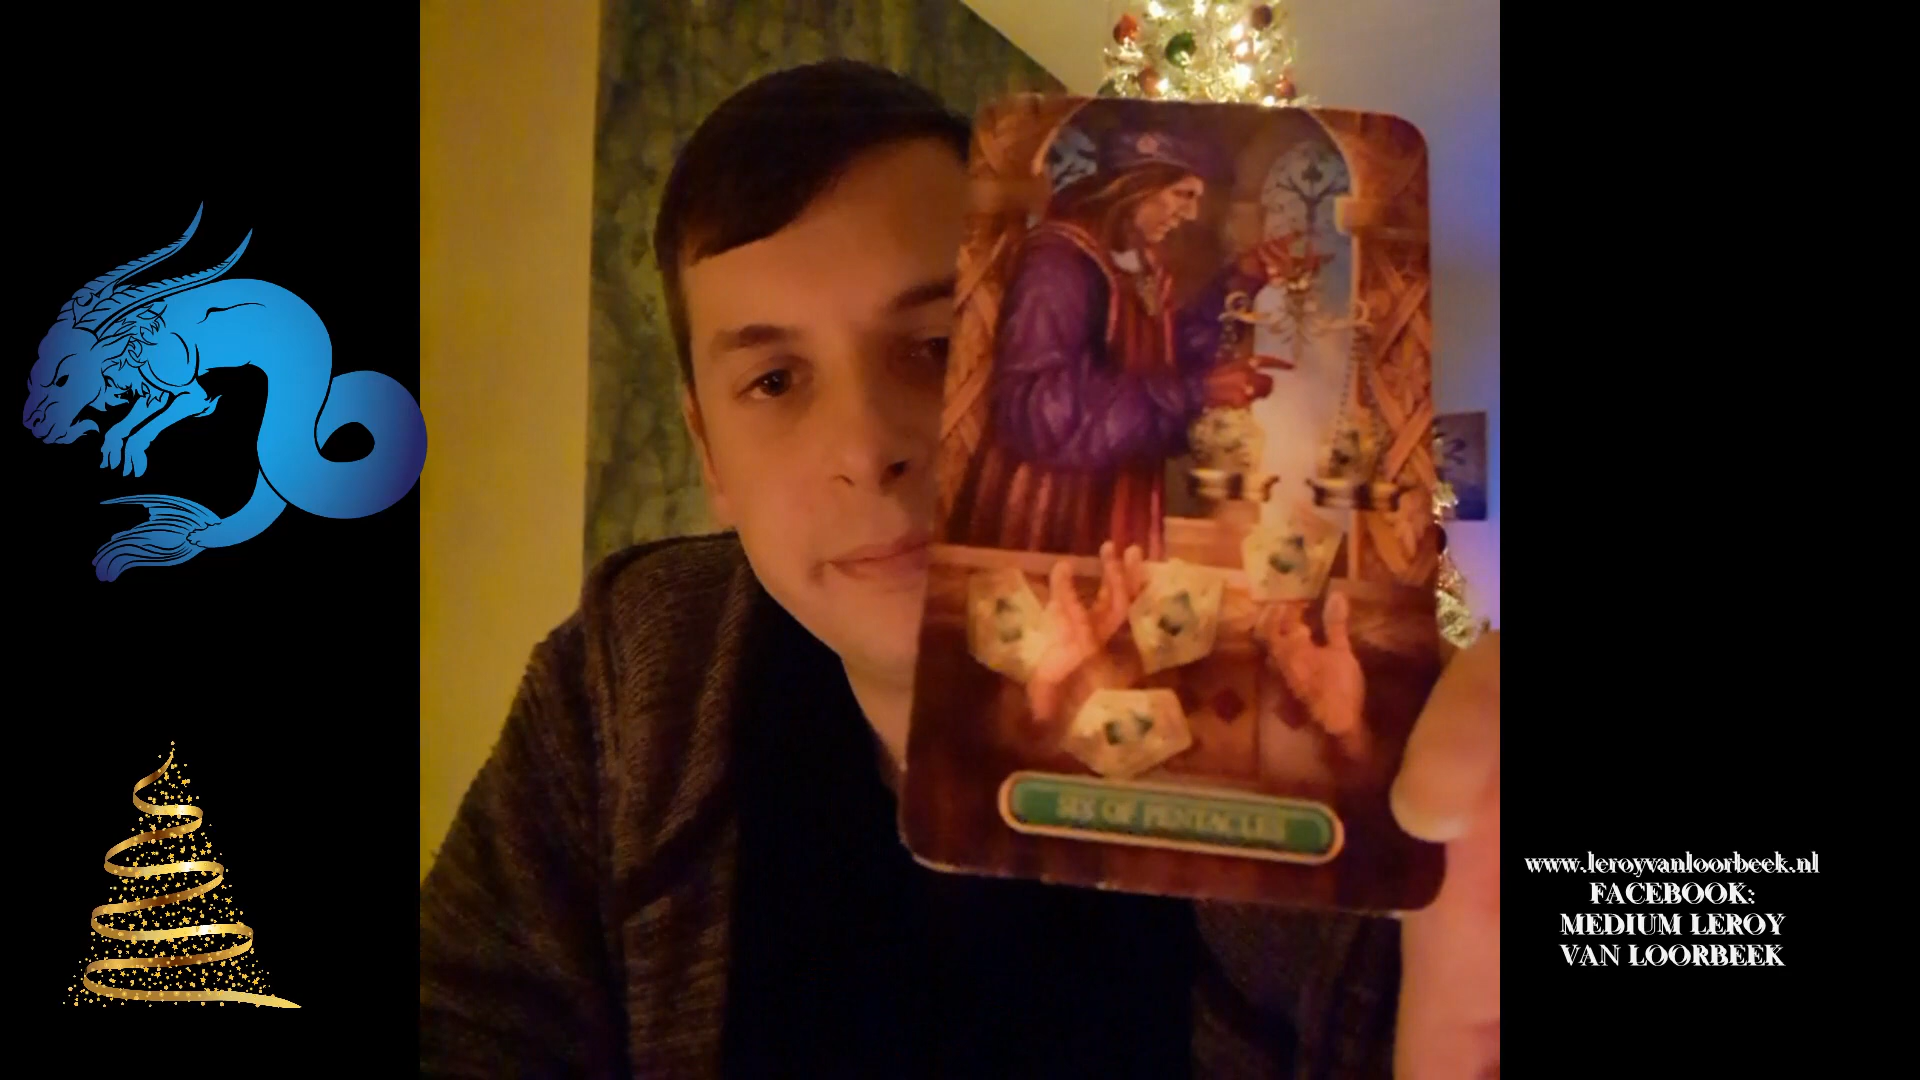 SIX OF PENTACLES
www.leroyvanloorbeek.nl
FACEBOOK:
MEDIUM LEROY
VAN LOORBEEK